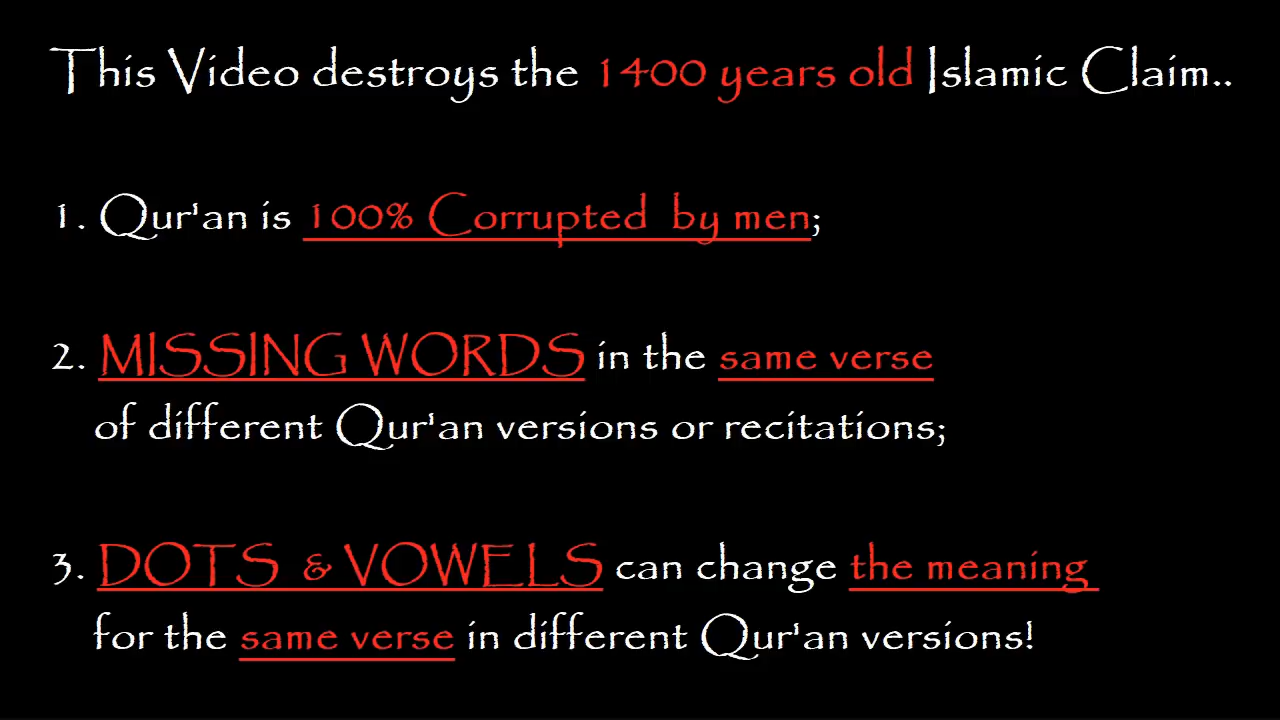 This Video destroys the 1400 years old Islamic Claim..
1. Qur'an is 100% Corrupted by men;
2. MISSING WORDS in the same verse
of different Qur'an versions or recitations;
3. DOTS & VOWELS can change the meaning
for the same verse in different Qur'an versions!